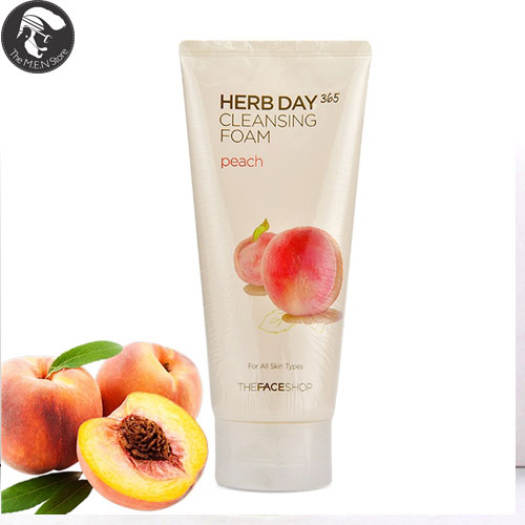 The M.E.N Store
HERB DAY 365
CLEANSING
FOAM
peach
For All Skin Types
THEFACESHOP